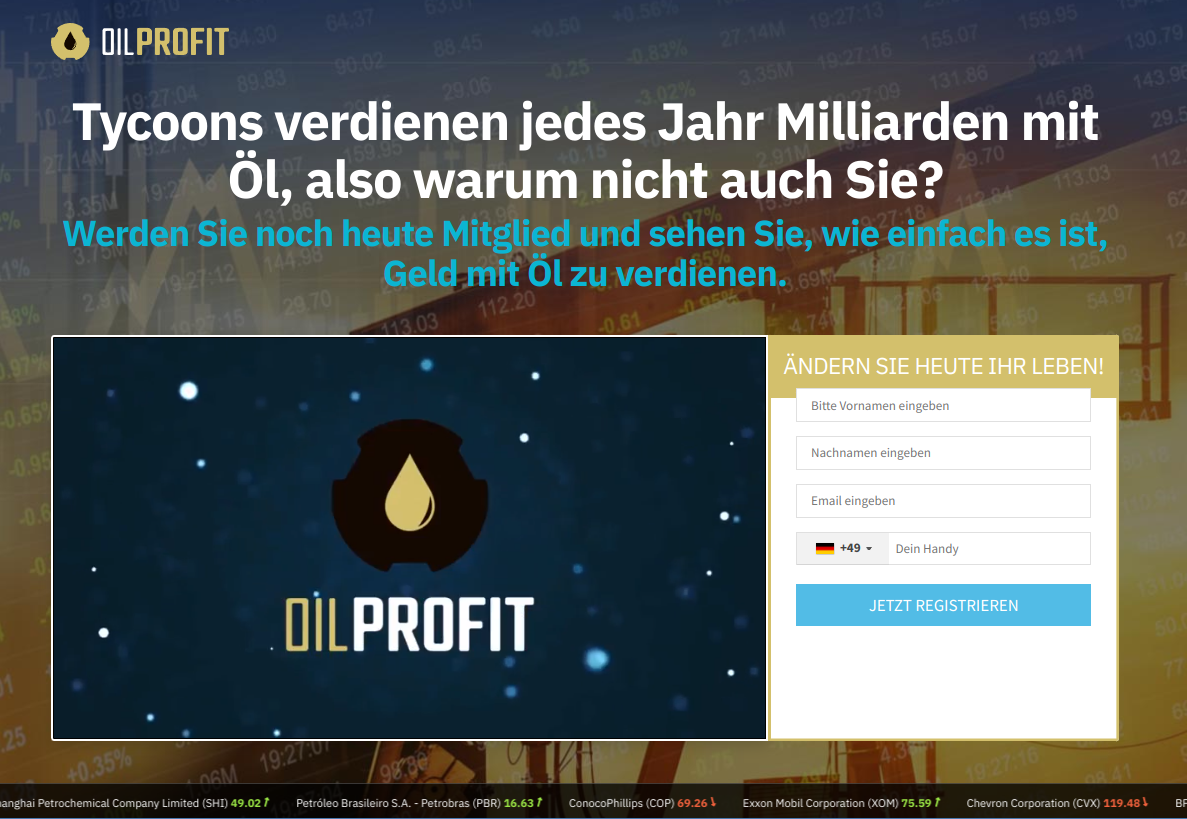 OILPROFIT
Tycoons verdienen jedes Jahr Milliarden mit
Öl, also warum nicht auch Sie?
Werden Sie noch heute Mitglied und sehen Sie, wie einfach es ist,
Geld mit Öl zu verdienen.
OILPROFIT
ÄNDERN SIE HEUTE IHR LEBEN!
Bitte Vornamen eingeben
Nachnamen eingeben
Email eingeben
+49 Dein Handy
JETZT REGISTRIEREN
Petrochemical Company Limited (SHI) 49.02 Petróleo Brasileiro S.A. - Petrobras (PBR) 16.63 ConocoPhillips (COP) 69.26 Exxon Mobil Corporation (XOM) 75.59 Chevron Corporation (CVX) 119.48